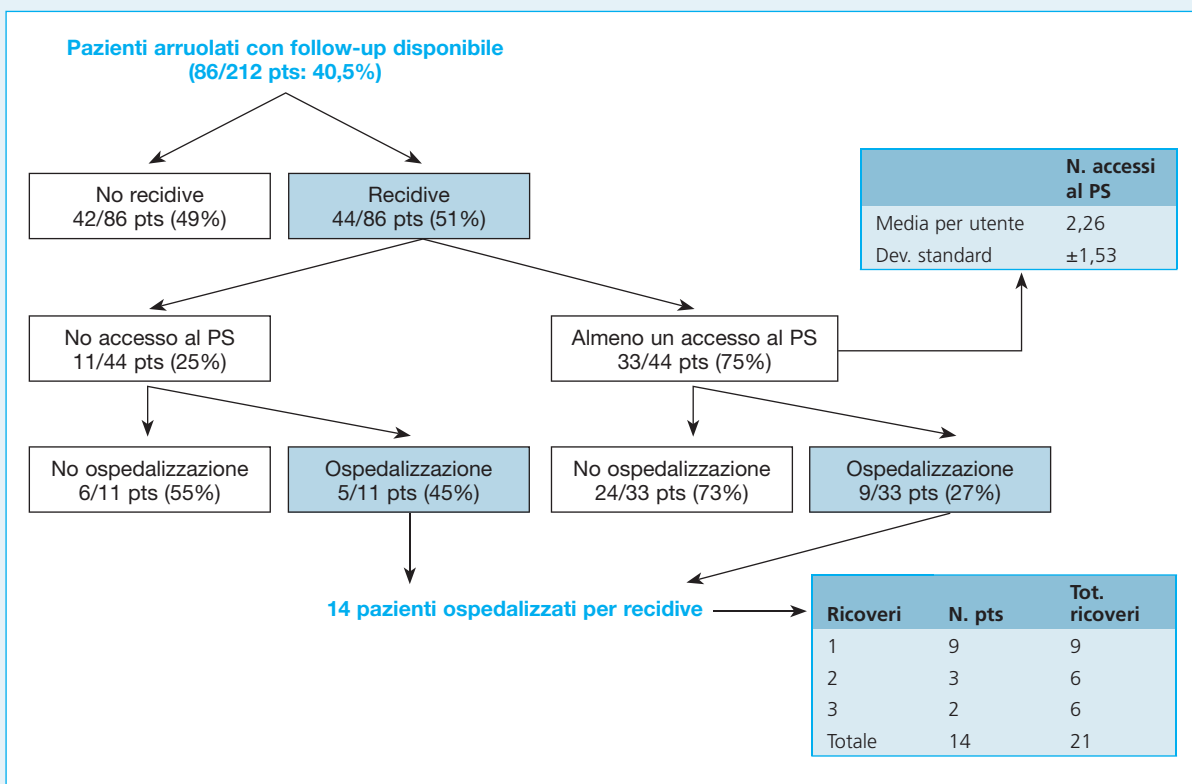 Pazienti arruolati con follow-up disponibile
(86/212 pts: 40,5%)
No recidive
42/86 pts (49%)
Recidive
44/86 pts (51%)
N. accessi
al PS
Media per utente 2,26
Dev. standard ±1,53
No accesso al PS
11/44 pts (25%)
Almeno un accesso al PS
33/44 pts (75%)
No ospedalizzazione
6/11 pts (55%)
Ospedalizzazione
5/11 pts (45%)
No ospedalizzazione
24/33 pts (73%)
Ospedalizzazione
9/33 pts (27%)
14 pazienti ospedalizzati per recidive
Tot.
Ricoveri N. pts ricoveri
1 9 9
2 3 6
3 2 6
Totale 14 21